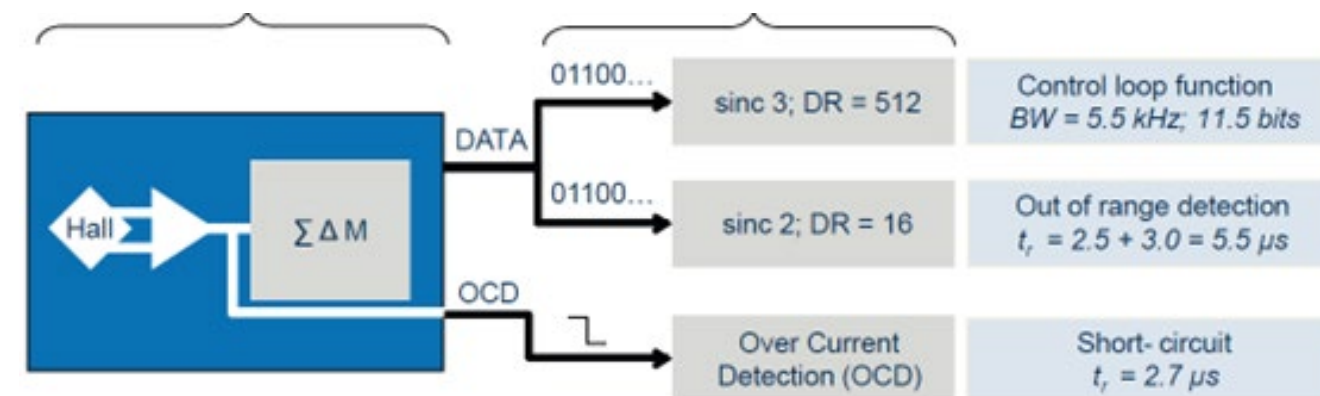 01100...
sinc 3; DR = 512
Control loop function
BW = 5.5 kHz; 11.5 bits
DATA
01100...
sinc 2; DR = 16
Out of range detection
tr = 2.5 + 3.0 = 5.5 µs
Hall
∑ Δ M
OCD
Over Current
Detection (OCD)
Short- circuit
tr = 2.7 µs